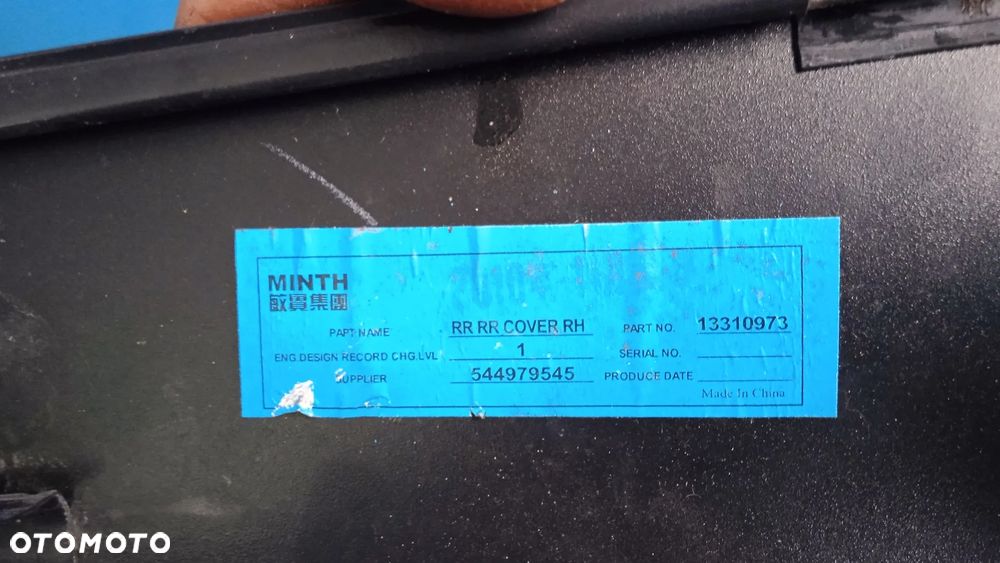 MINTH
敏實集團
PART NAME RR RR COVER RH PART NO. 13310973
ENG DESIGN RECORD CHG.LVL 1 SERIAL NO.
SUPPLIER 544979545 PRODUCE DATE
Made In China
OTOMOTO